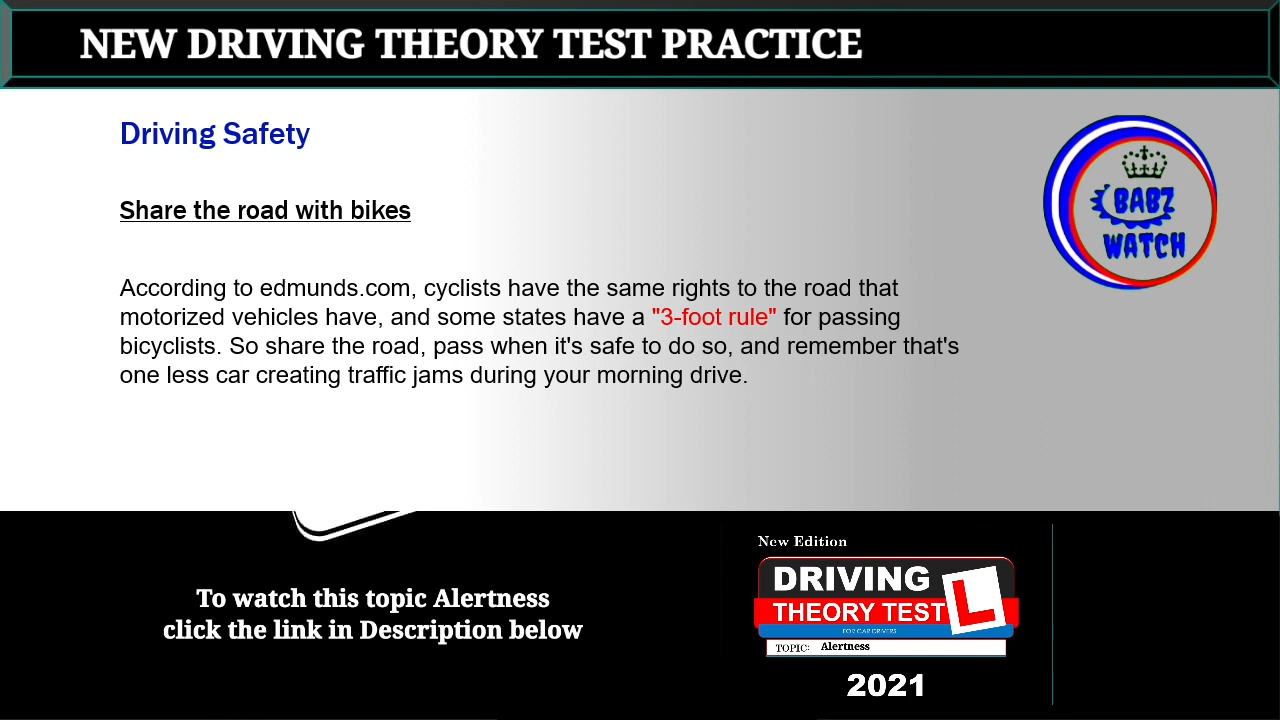 NEW DRIVING THEORY TEST PRACTICE
Driving Safety
Share the road with bikes
BABZ
WATCH
According to edmunds.com, cyclists have the same rights to the road that
motorized vehicles have, and some states have a "3-foot rule" for passing
bicyclists. So share the road, pass when it's safe to do so, and remember that's
one less car creating traffic jams during your morning drive.
To watch this topic Alertness
click the link in Description below
New Edition
DRIVING
THEORY TEST
L
FOR CAR DRIVERS
TOPIC: Alertness
2021